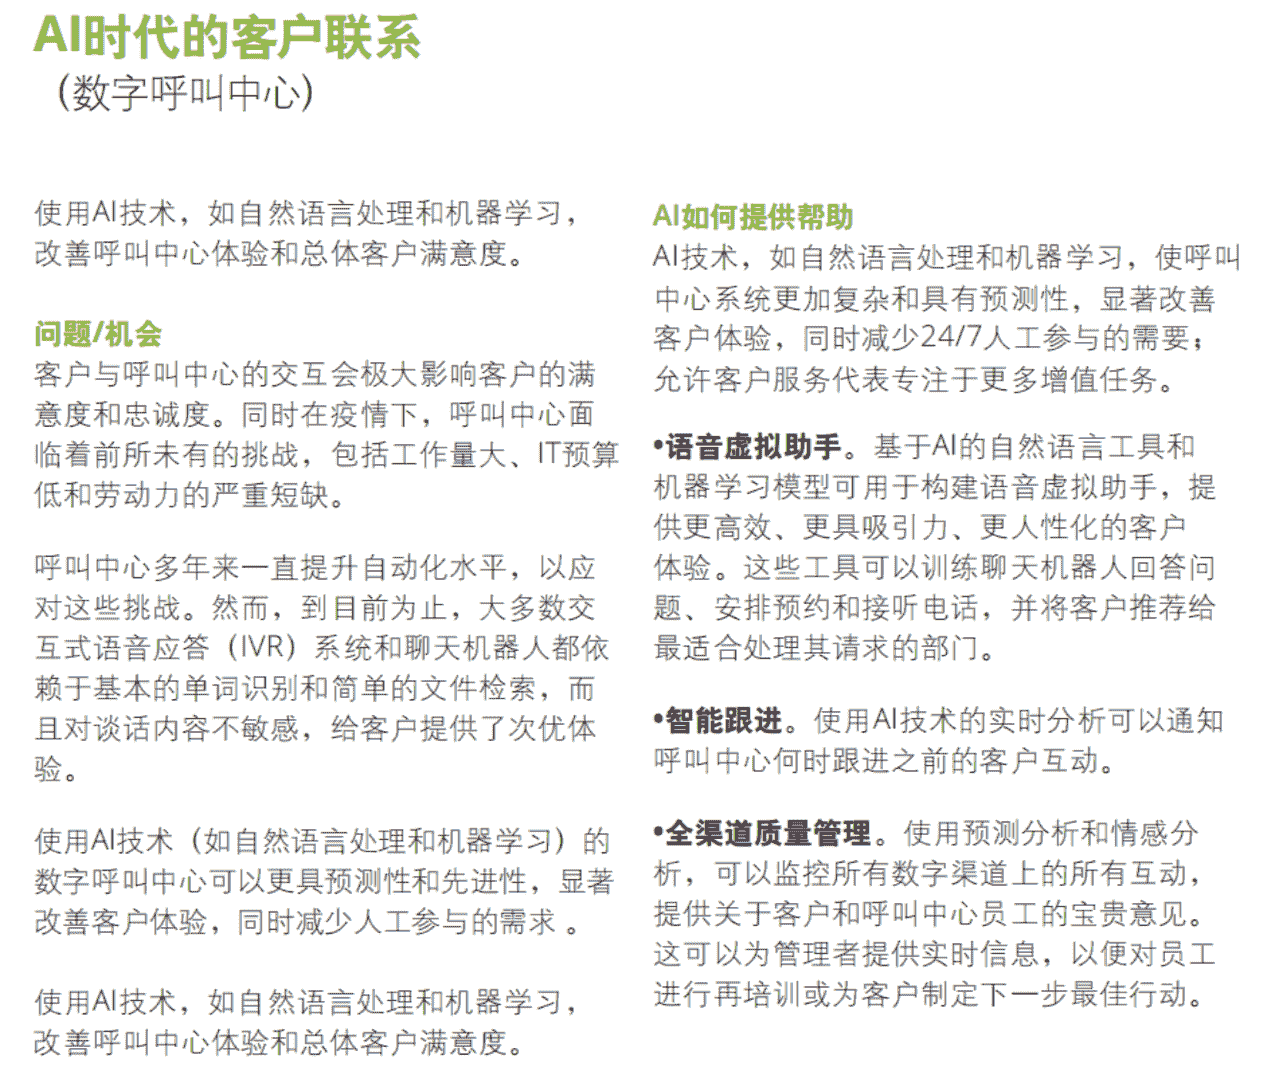 AI时代的客户联系
（数字呼叫中心）
使用AI技术，如自然语言处理和机器学习，
改善呼叫中心体验和总体客户满意度。
问题/机会
客户与呼叫中心的交互会极大影响客户的满
意度和忠诚度。同时在疫情下，呼叫中心面
临着前所未有的挑战，包括工作量大、IT预算
低和劳动力的严重短缺。
呼叫中心多年来一直提升自动化水平，以应
对这些挑战。然而，到目前为止，大多数交
互式语音应答（IVR）系统和聊天机器人都依
赖于基本的单词识别和简单的文件检索，而
且对谈话内容不敏感，给客户提供了次优体
验。
使用AI技术（如自然语言处理和机器学习）的
数字呼叫中心可以更具预测性和先进性，显著
改善客户体验，同时减少人工参与的需求 。
使用AI技术，如自然语言处理和机器学习，
改善呼叫中心体验和总体客户满意度。
AI如何提供帮助
AI技术，如自然语言处理和机器学习，使呼叫
中心系统更加复杂和具有预测性，显著改善
客户体验，同时减少24/7人工参与的需要；
允许客户服务代表专注于更多增值任务。
•语音虚拟助手。基于AI的自然语言工具和
机器学习模型可用于构建语音虚拟助手，提
供更高效、更具吸引力、更人性化的客户
体验。这些工具可以训练聊天机器人回答问
题、安排预约和接听电话，并将客户推荐给
最适合处理其请求的部门。
•智能跟进。使用AI技术的实时分析可以通知
呼叫中心何时跟进之前的客户互动。
•全渠道质量管理。使用预测分析和情感分
析，可以监控所有数字渠道上的所有互动，
提供关于客户和呼叫中心员工的宝贵意见。
这可以为管理者提供实时信息，以便对员工
进行再培训或为客户制定下一步最佳行动。